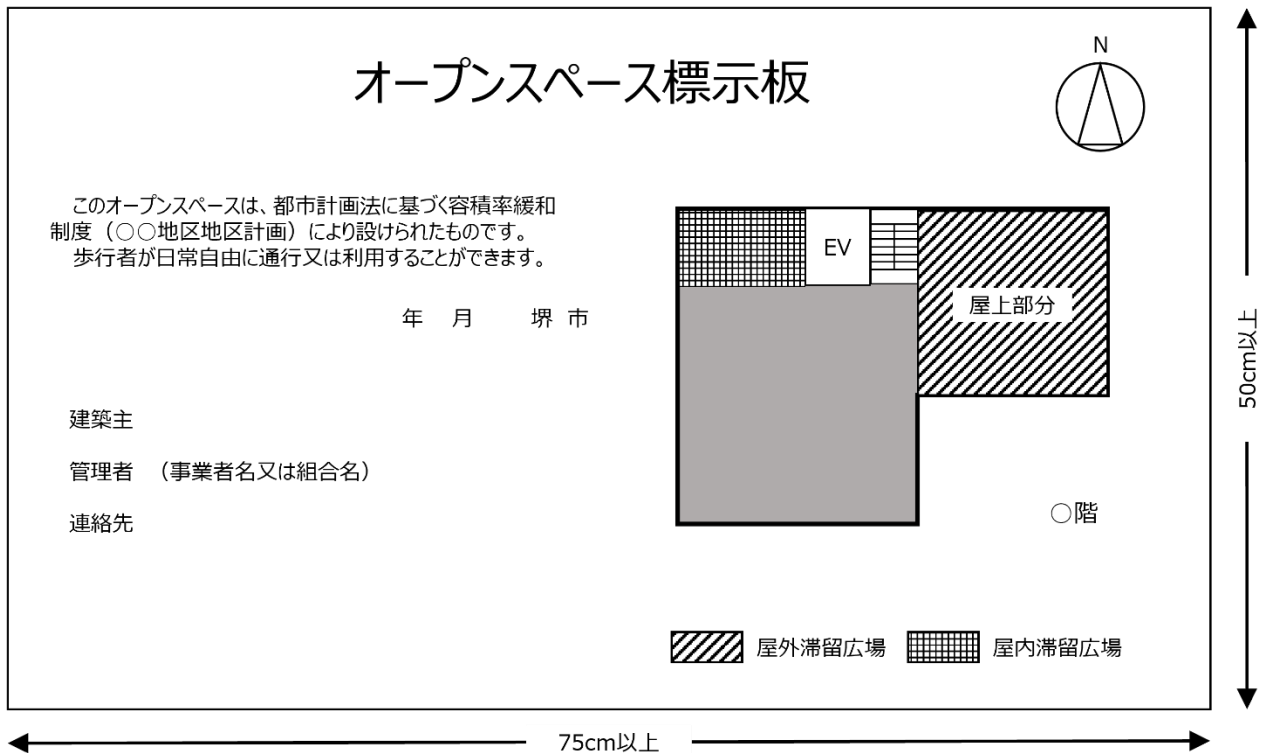 オープンスペース標示板
N
このオープンスペースは、都市計画法に基づく容積率緩和
制度（○○地区地区計画）により設けられたものです。
歩行者が日常自由に通行又は利用することができます。
年 月 堺 市
建築主
管理者 （事業者名又は組合名）
連絡先
EV
屋上部分
○階
屋外滞留広場 屋内滞留広場
50cm以上
75cm以上